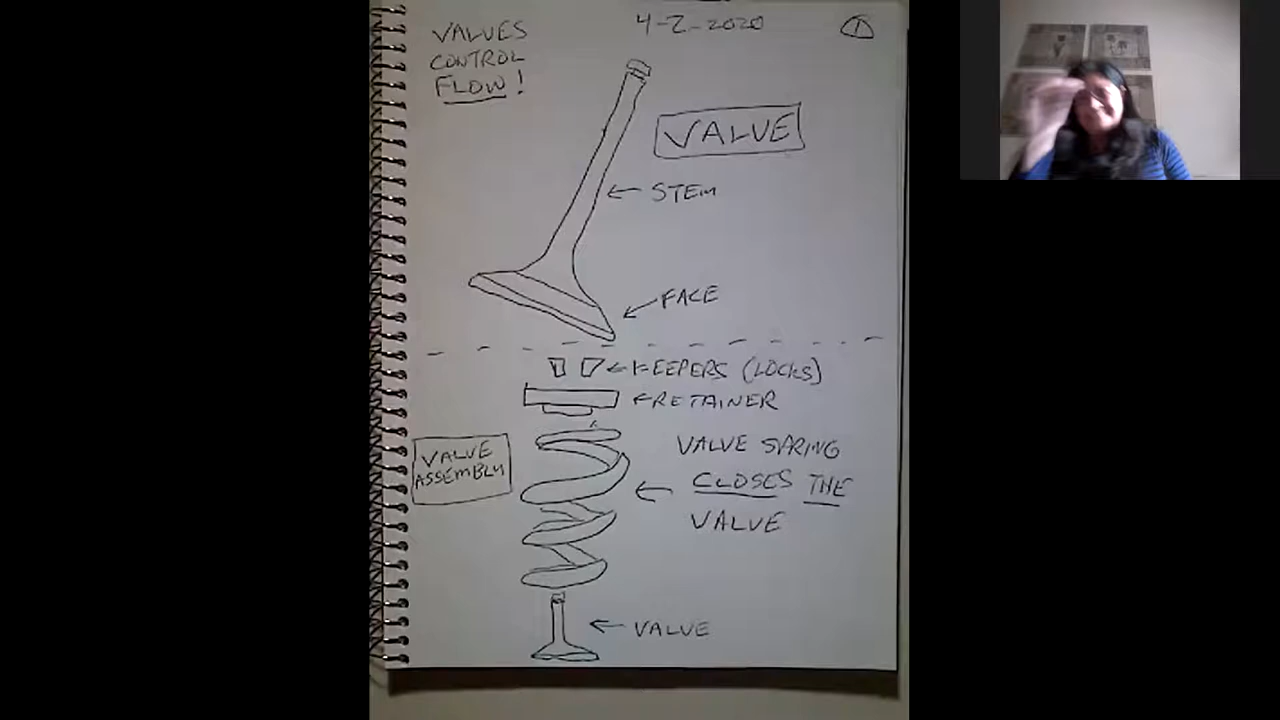 VALVES
CONTROL
FLOW!
4-2-2020
1
VALVE
STEM
FACE
KEEPERS (LOCKS)
RETAINER
VALVE
ASSEMBLY
VALVE SPRING
CLOSES THE
VALVE
VALVE